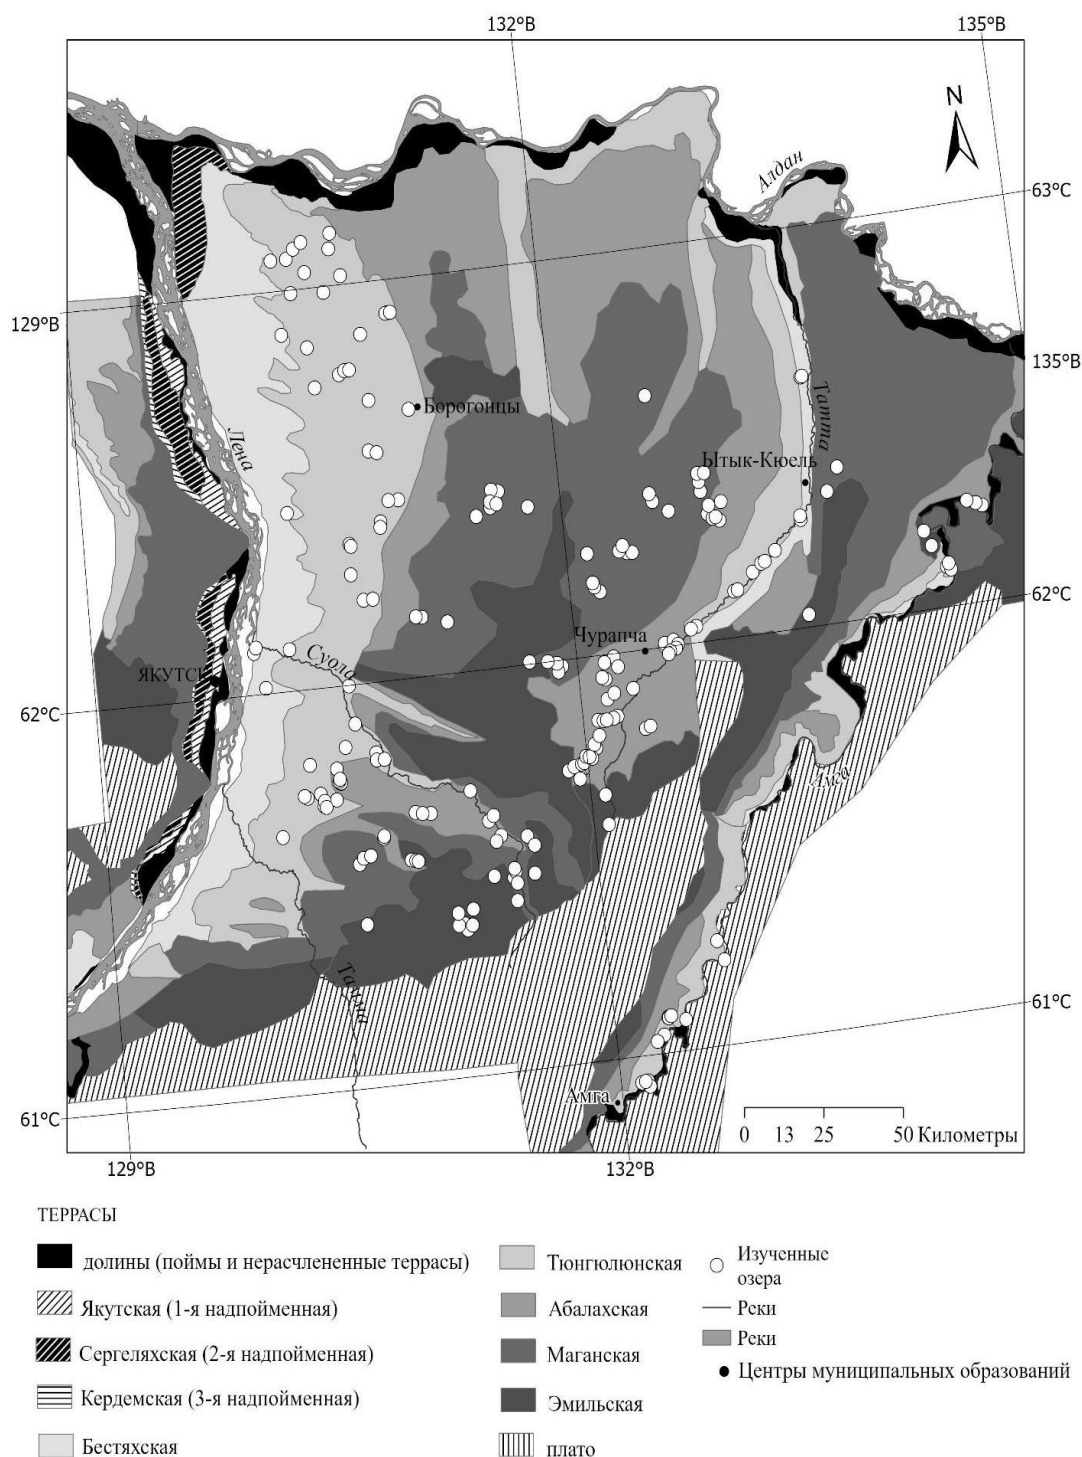 132°В 135°В
N
Алдан
63°С
129°В
135°В
Борогонцы
Татта
Лена
Ытык-Кюель
62°С
Чурапча
Суола
ЯКУТСК
62°С
Амга
Тамма
61°С
Амга
61°С
0 13 25 50 Километры
129°В 132°В
ТЕРРАСЫ
долины (поймы и нерасчлененные террасы)
Якутская (1-я надпойменная)
Сергеляхская (2-я надпойменная)
Кердемская (3-я надпойменная)
Бестяхская
Тюнгюлюнская
Абалахская
Маганская
Эмильская
плато
Изученные
озера
Реки
Реки
Центры муниципальных образований